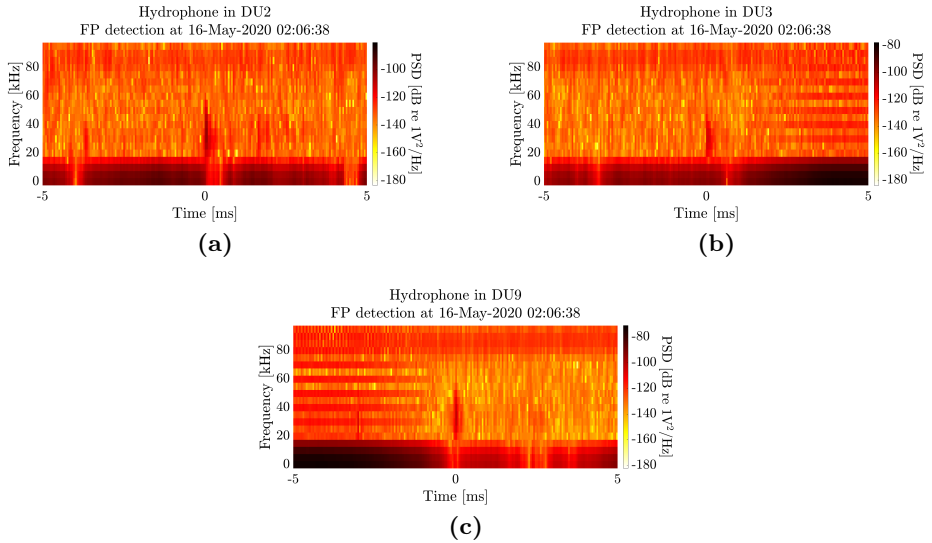 Hydrophone in DU2
FP detection at 16-May-2020 02:06:38
Frequency [kHz]
80
60
40
20
0
-5
0
5
Time [ms]
-100
-120
-140
-160
-180
PSD [dB re 1V²/Hz]
(a)
Hydrophone in DU3
FP detection at 16-May-2020 02:06:38
Frequency [kHz]
80
60
40
20
0
-5
0
5
Time [ms]
-80
-100
-120
-140
-160
-180
PSD [dB re 1V²/Hz]
(b)
Hydrophone in DU9
FP detection at 16-May-2020 02:06:38
Frequency [kHz]
80
60
40
20
0
-5
0
5
Time [ms]
-80
-100
-120
-140
-160
-180
PSD [dB re 1V²/Hz]
(c)